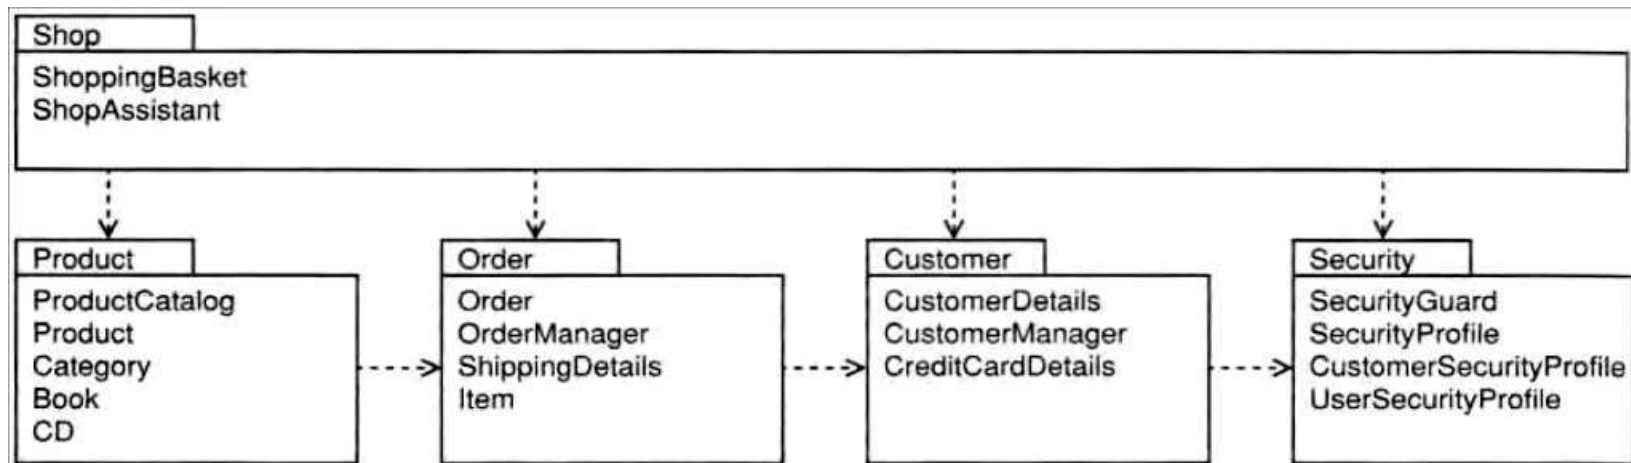 Shop
ShoppingBasket
ShopAssistant
Product
ProductCatalog
Product
Category
Book
CD
Order
Order
OrderManager
ShippingDetails
Item
Customer
CustomerDetails
CustomerManager
CreditCardDetails
Security
SecurityGuard
SecurityProfile
CustomerSecurityProfile
UserSecurityProfile